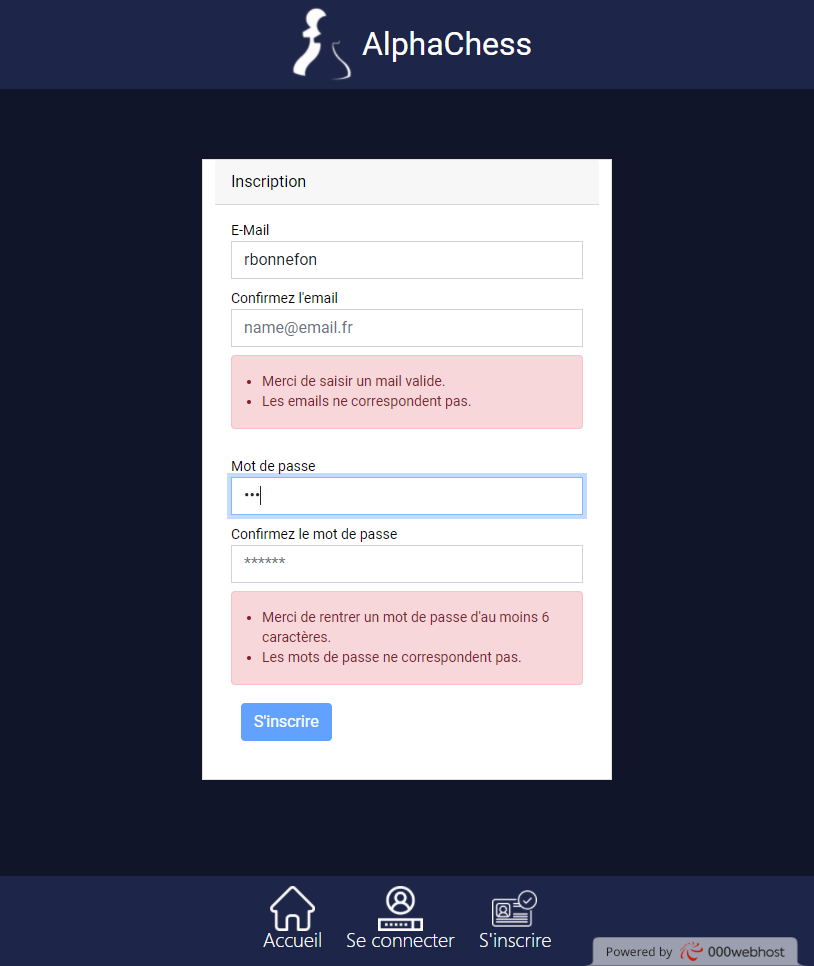 AlphaChess
Inscription
E-Mail
rbonnefon
Confirmez l'email
name@email.fr
Merci de saisir un mail valide.
Les emails ne correspondent pas.
Mot de passe
•••
Confirmez le mot de passe
******
Merci de rentrer un mot de passe d'au moins 6
caractères.
Les mots de passe ne correspondent pas.
S'inscrire
Accueil
Se connecter
S'inscrire
Powered by 000webhost